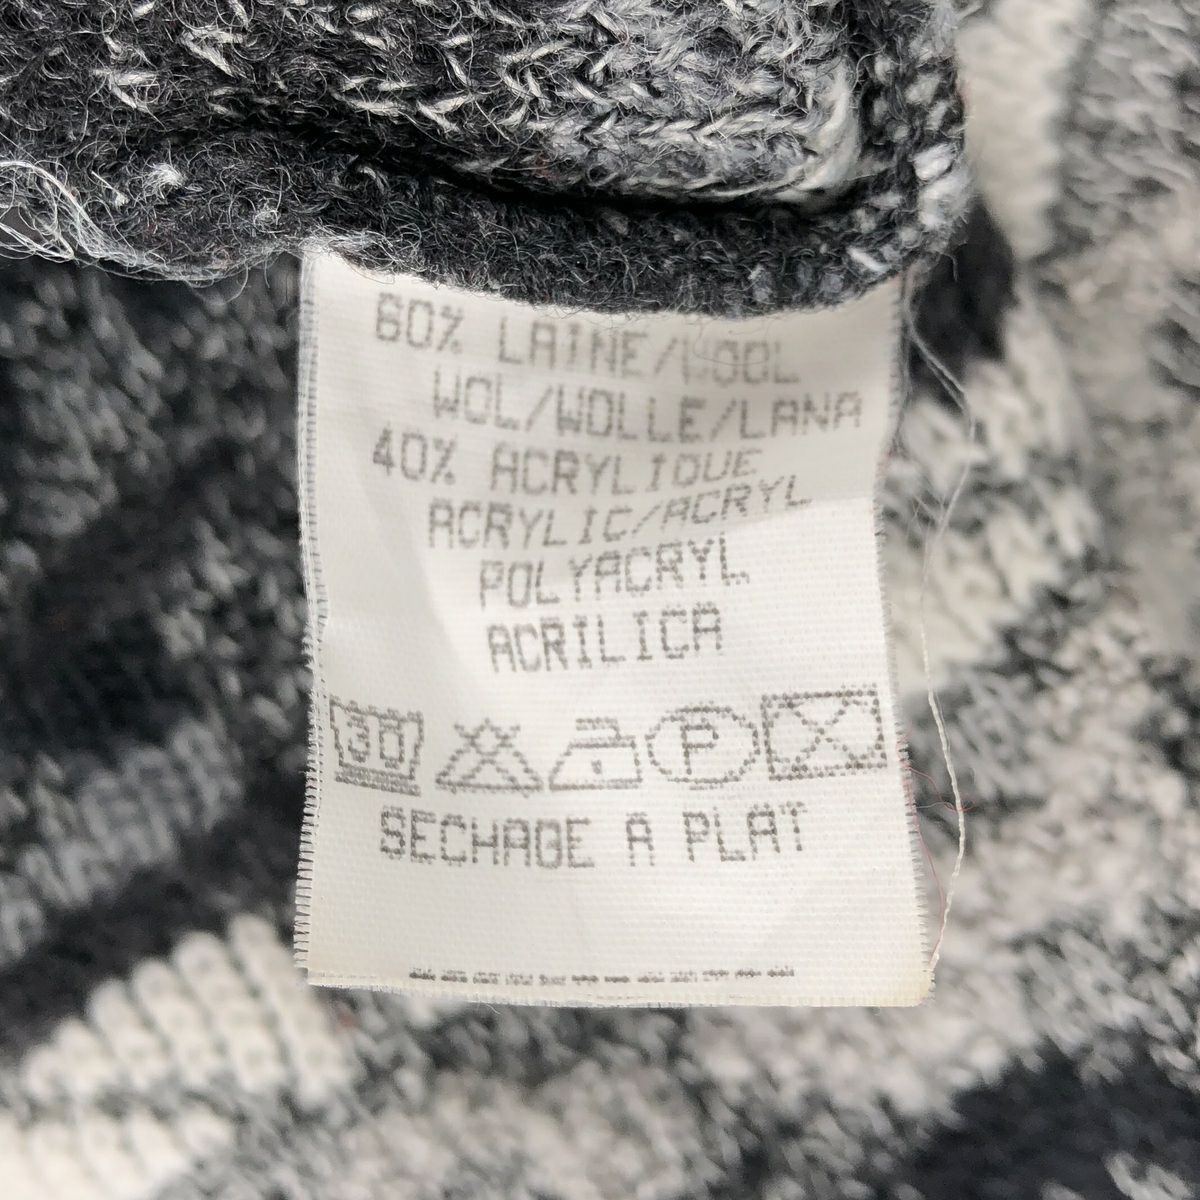 60% LAINE/WOOL
WOL/WOLLE/LANA
40% ACRYLIQUE
ACRYLIC/ACRYL
POLYACRYL
ACRILICA
30
P
SECHAGE A PLAT